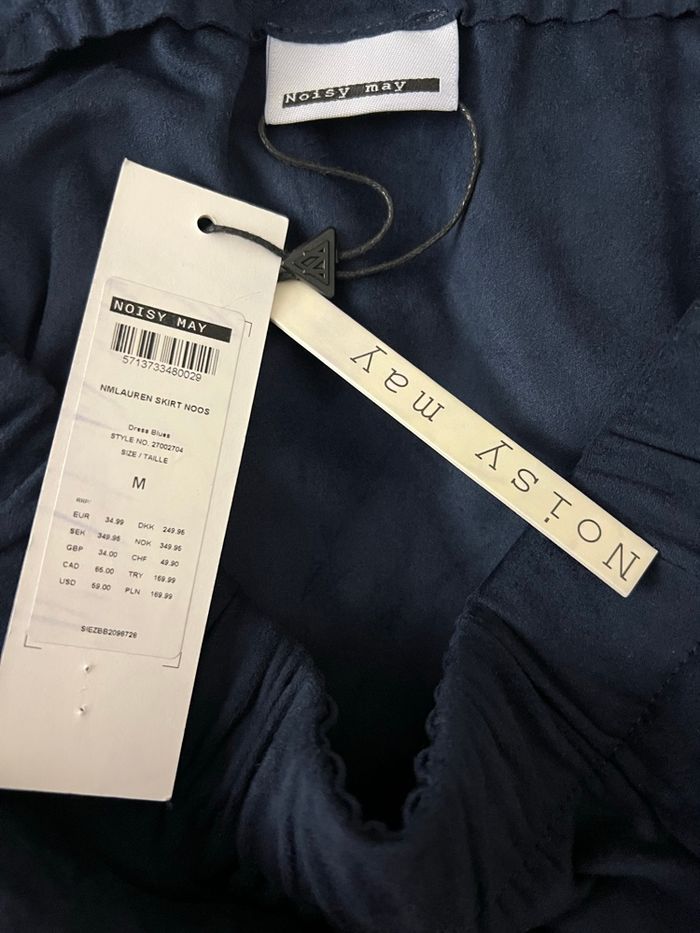 Noisy may
NOISY MAY
5713733480029
NMLAUREN SKIRT NOOS
Dress Blues
STYLE NO. 27002704
SIZE / TAILLE
M
RRP:
EUR 34.99 DKK 249.95
SEK 349.95 NOK 349.95
GBP 34.00 CHF 49.90
CAD 65.00 TRY 169.99
USD 59.00 PLN 169.99
SIEZBB2098728
Noisy may